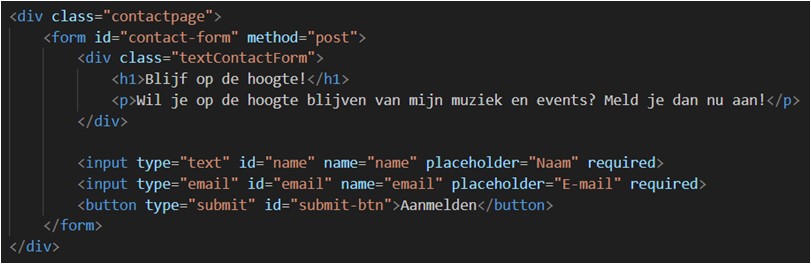 <div class="contactpage">
    <form id="contact-form" method="post">
        <div class="textContactForm">
            <h1>Blijf op de hoogte!</h1>
            <p>Wil je op de hoogte blijven van mijn muziek en events? Meld je dan nu aan!</p>
        </div>

        <input type="text" id="name" name="name" placeholder="Naam" required>
        <input type="email" id="email" name="email" placeholder="E-mail" required>
        <button type="submit" id="submit-btn">Aanmelden</button>
    </form>
</div>